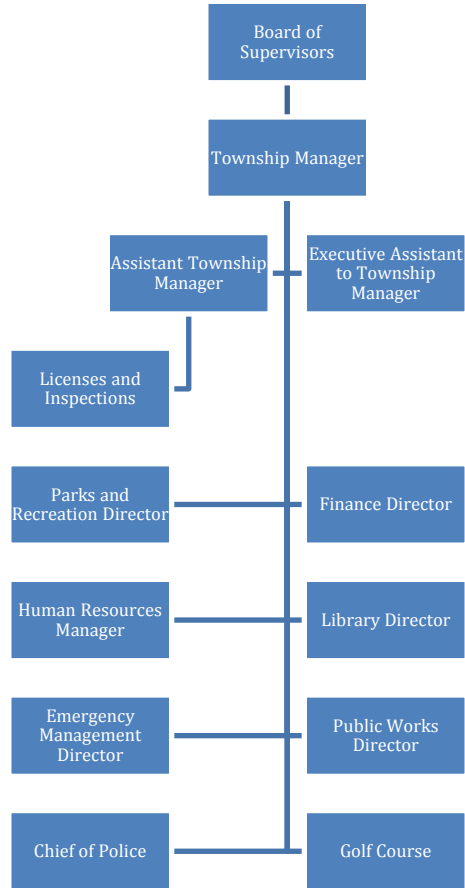 Board of
Supervisors
Township Manager
Assistant Township
Manager
Executive Assistant
to Township
Manager
Licenses and
Inspections
Parks and
Recreation Director
Finance Director
Human Resources
Manager
Library Director
Emergency
Management
Director
Public Works
Director
Chief of Police
Golf Course